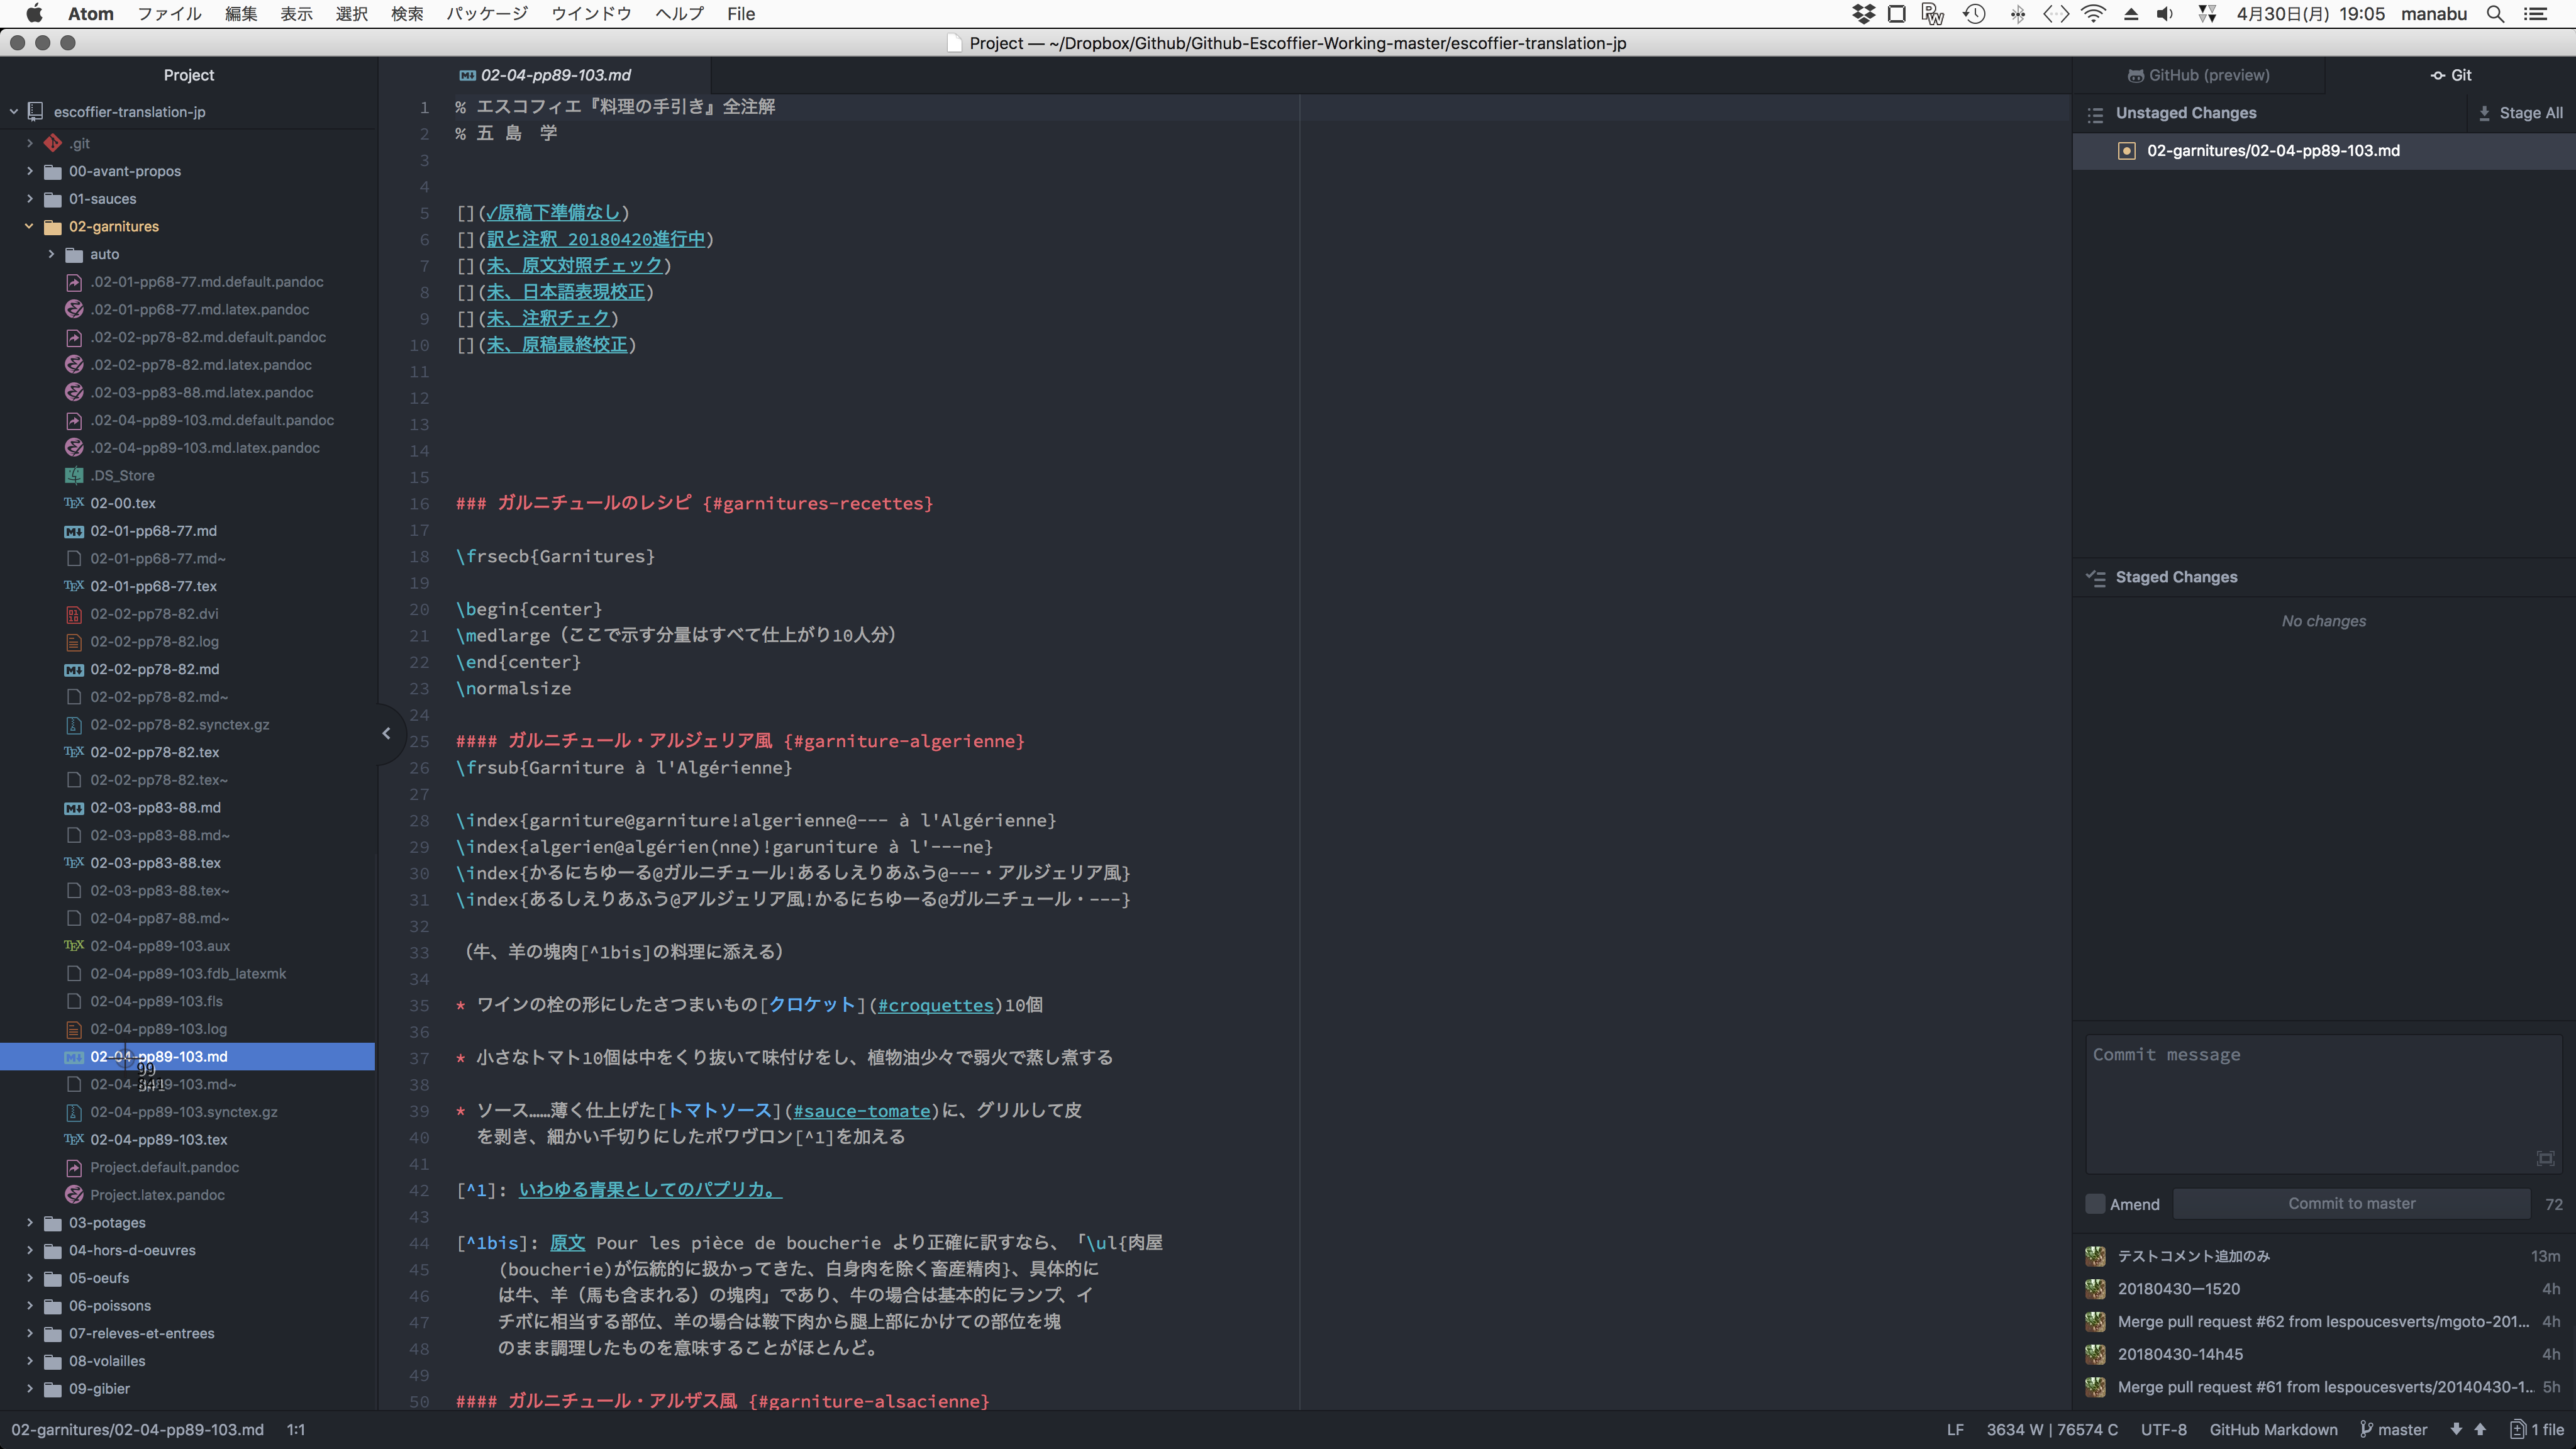 Atom ファイル 編集 表示 選択 検索 パッケージ ウインドウ ヘルプ File 4月30日(月) 19:05 manabu
Project — ~/Dropbox/Github/Github-Escoffier-Working-master/escoffier-translation-jp
Project
escoffier-translation-jp
.git
00-avant-propos
01-sauces
02-garnitures
auto
.02-01-pp68-77.md.default.pandoc
.02-01-pp68-77.md.latex.pandoc
.02-02-pp78-82.md.default.pandoc
.02-02-pp78-82.md.latex.pandoc
.02-03-pp83-88.md.latex.pandoc
.02-04-pp89-103.md.default.pandoc
.02-04-pp89-103.md.latex.pandoc
.DS_Store
02-00.tex
02-01-pp68-77.md
02-01-pp68-77.md~
02-01-pp68-77.tex
02-02-pp78-82.dvi
02-02-pp78-82.log
02-02-pp78-82.md
02-02-pp78-82.md~
02-02-pp78-82.synctex.gz
02-02-pp78-82.tex
02-02-pp78-82.tex~
02-03-pp83-88.md
02-03-pp83-88.md~
02-03-pp83-88.tex
02-03-pp83-88.tex~
02-04-pp87-88.md~
02-04-pp89-103.aux
02-04-pp89-103.fdb_latexmk
02-04-pp89-103.fls
02-04-pp89-103.log
02-04-pp89-103.md
99
841
02-04-pp89-103.md~
02-04-pp89-103.synctex.gz
02-04-pp89-103.tex
Project.default.pandoc
Project.latex.pandoc
03-potages
04-hors-d-oeuvres
05-oeufs
06-poissons
07-releves-et-entrees
08-volailles
09-gibier
02-04-pp89-103.md
1 % エスコフィエ『料理の手引き』全注解
2 % 五 島 学
3
4
5 [](✓原稿下準備なし)
6 [](訳と注釈 20180420進行中)
7 [](未、原文対照チェック)
8 [](未、日本語表現校正)
9 [](未、注釈チェク)
10 [](未、原稿最終校正)
11
12
13
14
15
16 ### ガルニチュールのレシピ {#garnitures-recettes}
17
18 \frsecb{Garnitures}
19
20 \begin{center}
21 \medlarge（ここで示す分量はすべて仕上がり10人分）
22 \end{center}
23 \normalsize
24
25 #### ガルニチュール・アルジェリア風 {#garniture-algerienne}
26 \frsub{Garniture à l'Algérienne}
27
28 \index{garniture@garniture!algerienne@--- à l'Algérienne}
29 \index{algerien@algérien(nne)!garuniture à l'---ne}
30 \index{かるにちゆーる@ガルニチュール!あるしえりあふう@---・アルジェリア風}
31 \index{あるしえりあふう@アルジェリア風!かるにちゆーる@ガルニチュール・---}
32
33 （牛、羊の塊肉[^1bis]の料理に添える）
34
35 * ワインの栓の形にしたさつまいもの[クロケット](#croquettes)10個
36
37 * 小さなトマト10個は中をくり抜いて味付けをし、植物油少々で弱火で蒸し煮する
38
39 * ソース……薄く仕上げた[トマトソース](#sauce-tomate)に、グリルして皮
40 を剥き、細かい千切りにしたポワヴロン[^1]を加える
41
42 [^1]: いわゆる青果としてのパプリカ。
43
44 [^1bis]: 原文 Pour les pièce de boucherie より正確に訳すなら、「\ul{肉屋
45 (boucherie)が伝統的に扱かってきた、白身肉を除く畜産精肉}、具体的に
46 は牛、羊（馬も含まれる）の塊肉」であり、牛の場合は基本的にランプ、イ
47 チボに相当する部位、羊の場合は鞍下肉から腿上部にかけての部位を塊
48 のまま調理したものを意味することがほとんど。
49
50 #### ガルニチュール・アルザス風 {#garniture-alsacienne}
GitHub (preview) Git
Unstaged Changes Stage All
02-garnitures/02-04-pp89-103.md
Staged Changes
No changes
Commit message
Amend Commit to master 72
テストコメント追加のみ 13m
20180430ー1520 4h
Merge pull request #62 from lespoucesverts/mgoto-201... 4h
20180430-14h45 4h
Merge pull request #61 from lespoucesverts/20140430-1... 5h
02-garnitures/02-04-pp89-103.md 1:1 LF 3634 W | 76574 C UTF-8 GitHub Markdown master 1 file